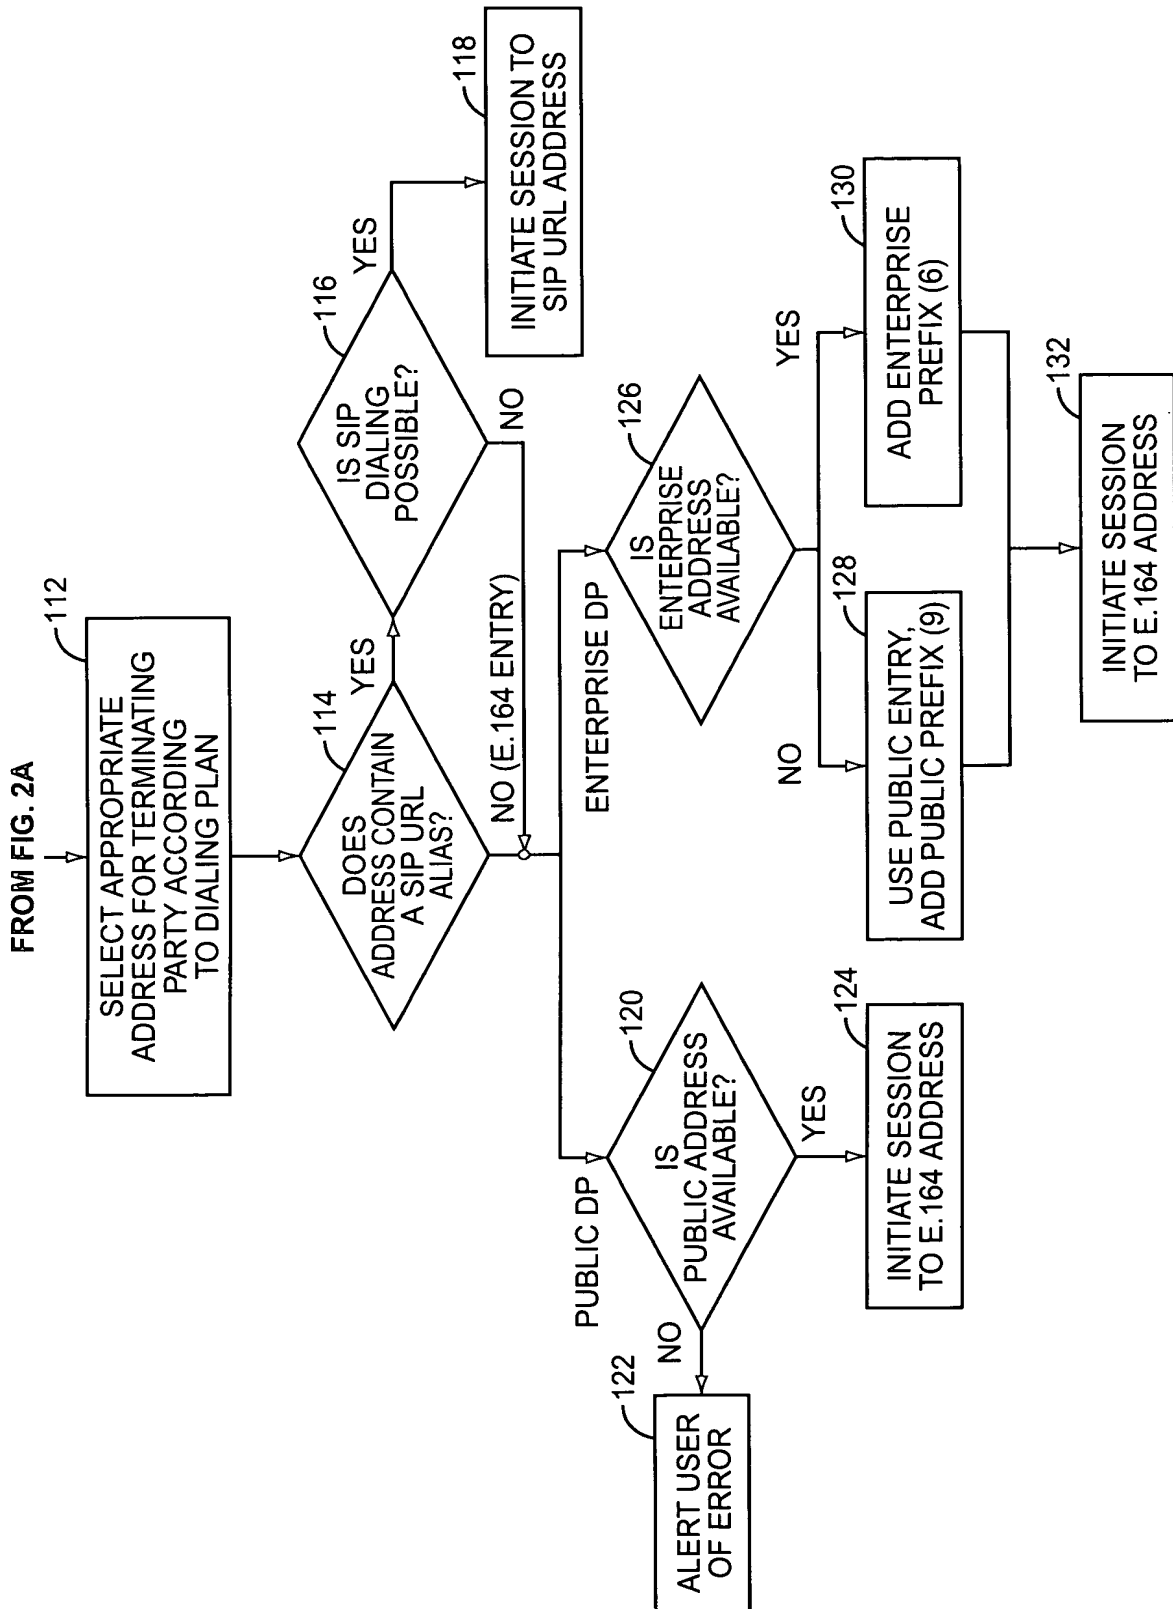 FROM FIG. 2A
112
SELECT APPROPRIATE
ADDRESS FOR TERMINATING
PARTY ACCORDING
TO DIALING PLAN
114
DOES
ADDRESS CONTAIN
A SIP URL
ALIAS?
YES
116
IS SIP
DIALING
POSSIBLE?
YES
118
INITIATE SESSION TO
SIP URL ADDRESS
NO
NO (E.164 ENTRY)
PUBLIC DP
120
IS
PUBLIC ADDRESS
AVAILABLE?
NO
122
ALERT USER
OF ERROR
YES
124
INITIATE SESSION
TO E.164 ADDRESS
ENTERPRISE DP
126
IS
ENTERPRISE
ADDRESS
AVAILABLE?
NO
128
USE PUBLIC ENTRY,
ADD PUBLIC PREFIX (9)
YES
130
ADD ENTERPRISE
PREFIX (6)
132
INITIATE SESSION
TO E.164 ADDRESS